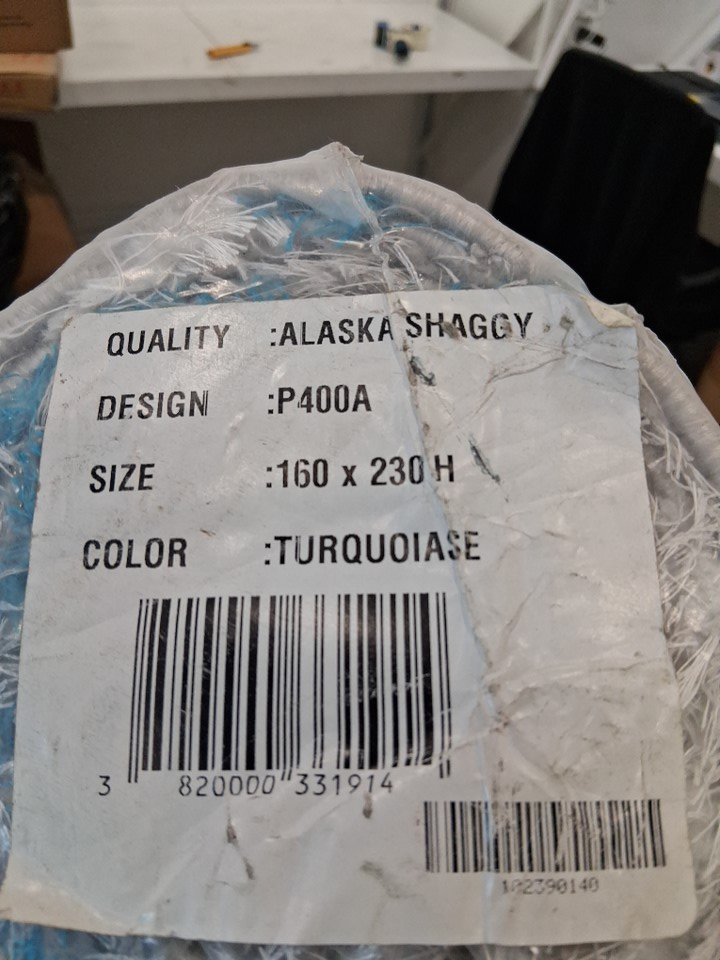 QUALITY :ALASKA SHAGGY
DESIGN :P400A
SIZE :160 x 230 H
COLOR :TURQUOIASE
3 820000 331914
102390140